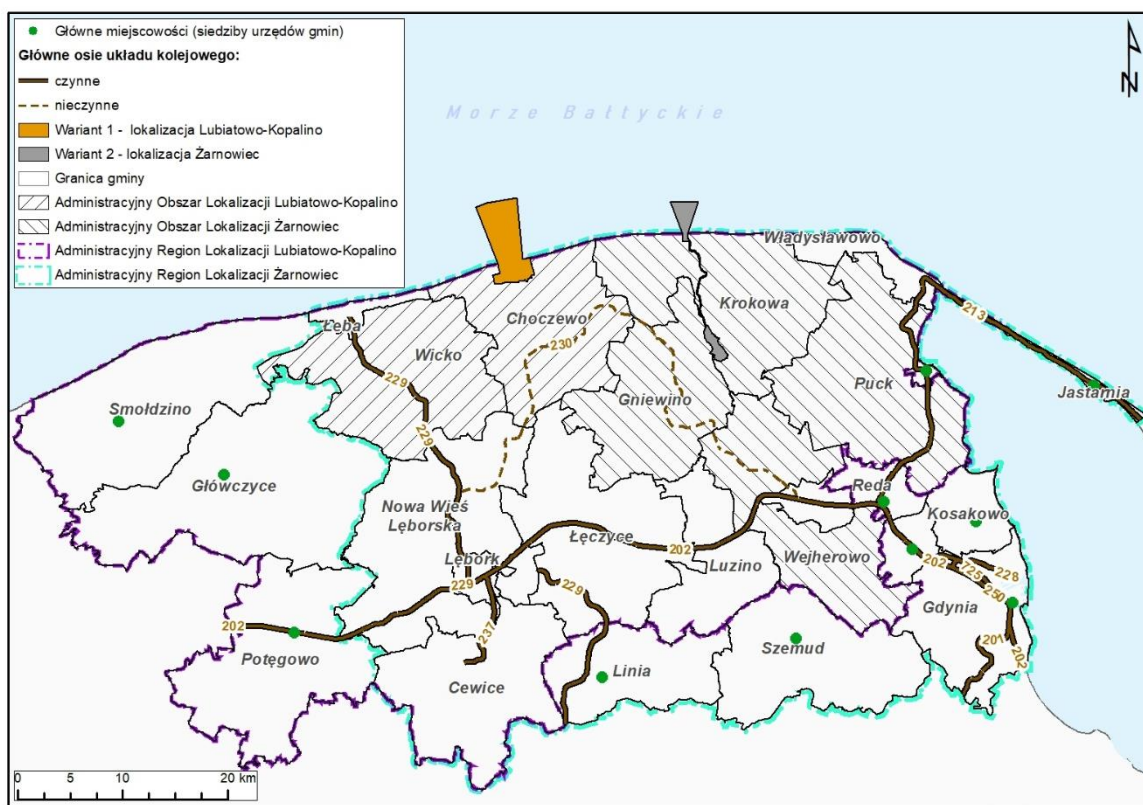 Główne miejscowości (siedziby urzędów gmin)
Główne osie układu kolejowego:
czynne
nieczynne
Wariant 1 - lokalizacja Lubiatowo-Kopalino
Wariant 2 - lokalizacja Żarnowiec
Granica gminy
Administracyjny Obszar Lokalizacji Lubiatowo-Kopalino
Administracyjny Obszar Lokalizacji Żarnowiec
Administracyjny Region Lokalizacji Lubiatowo-Kopalino
Administracyjny Region Lokalizacji Żarnowiec
N
Morze Bałtyckie
Władysławowo
Krokowa
213
Łeba
Choczewo
230
Wicko
229
Puck
Jastarnia
Gniewino
Smołdzino
229
Główczyce
Reda
Nowa Wieś
Lęborska
Kosakowo
Łęczyce
202
Wejherowo
202
228
Lębork
Luzino
725
250
229
229
Gdynia
202
237
201
202
Potęgowo
Szemud
Linia
Cewice
0 5 10 20 km